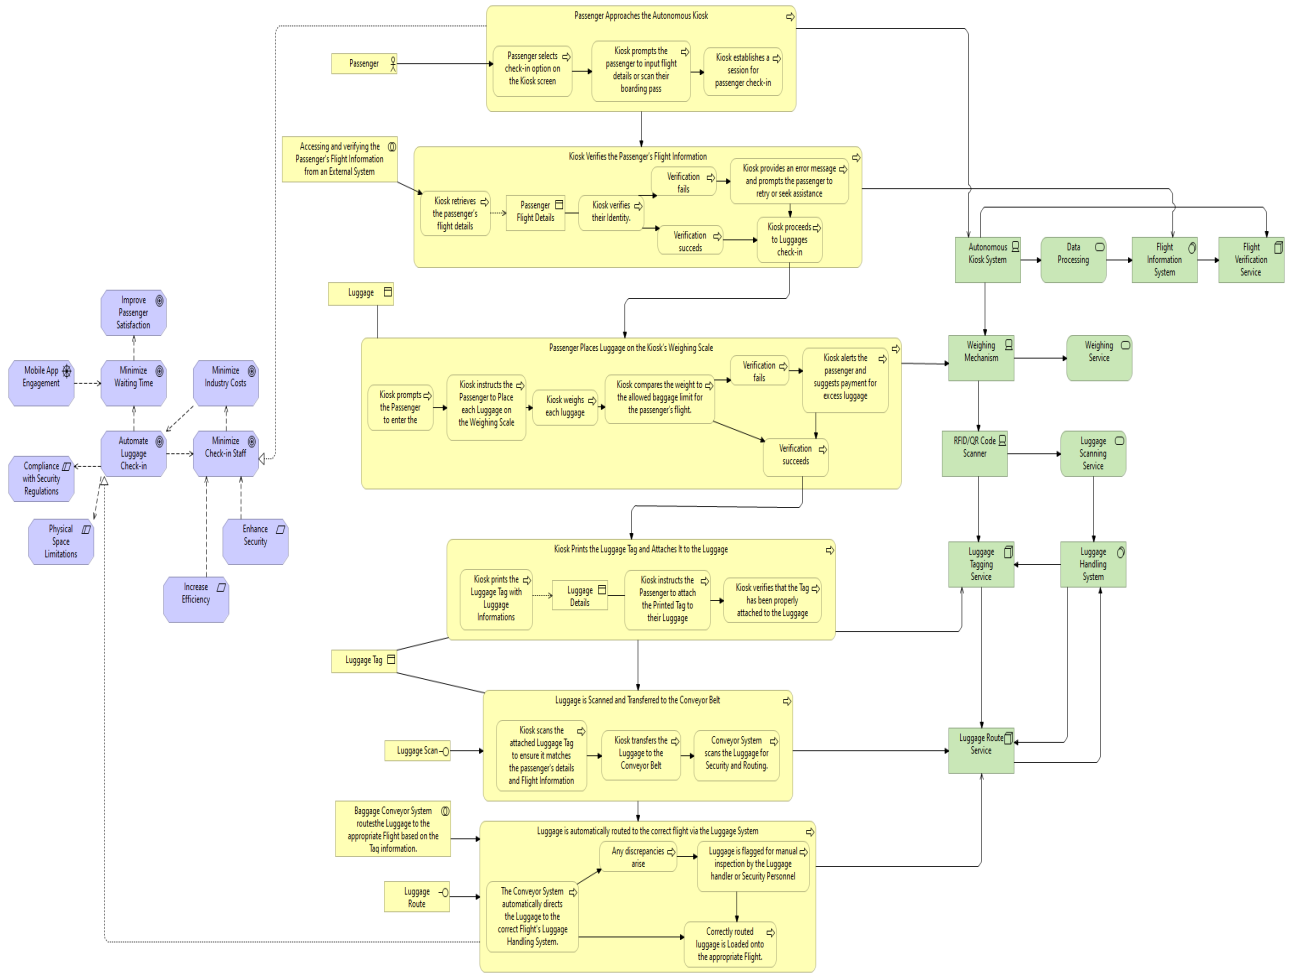 Passenger Approaches the Autonomous Kiosk
Passenger
Passenger selects
check-in option on
the Kiosk screen
Kiosk prompts the
passenger to input flight
details or scan their
boarding pass
Kiosk establishes a
session for
passenger check-in
Accessing and verifying the
Passenger's Flight Information
from an External System
Kiosk Verifies the Passenger's Flight Information
Kiosk retrieves
the passenger's
flight details
Passenger
Flight Details
Kiosk verifies
their Identity.
Verification
fails
Kiosk provides an error message
and prompts the passenger to
retry or seek assistance
Verification
succeds
Kiosk proceeds
to Luggages
check-in
Autonomous
Kiosk System
Data
Processing
Flight
Information
System
Flight
Verification
Service
Luggage
Improve
Passenger
Satisfaction
Mobile App
Engagement
Minimize
Waiting Time
Minimize
Industry Costs
Automate
Luggage
Check-in
Minimize
Check-in Staff
Compliance
with Security
Regulations
Physical
Space
Limitations
Enhance
Security
Increase
Efficiency
Passenger Places Luggage on the Kiosk's Weighing Scale
Kiosk prompts
the Passenger
to enter the
Kiosk instructs the
Passenger to Place
each Luggage on
the Weighing Scale
Kiosk weighs
each luggage
Kiosk compares the weight to
the allowed baggage limit for
the passenger's flight.
Verification
fails
Kiosk alerts the
passenger and
suggests payment for
excess luggage
Verification
succeeds
Weighing
Mechanism
Weighing
Service
RFID/QR Code
Scanner
Luggage
Scanning
Service
Kiosk Prints the Luggage Tag and Attaches It to the Luggage
Kiosk prints the
Luggage Tag with
Luggage
Informations
Luggage
Details
Kiosk instructs the
Passenger to attach
the Printed Tag to
their Luggage
Kiosk verifies that the Tag
has been properly
attached to the Luggage
Luggage
Tagging
Service
Luggage
Handling
System
Luggage Tag
Luggage is Scanned and Transferred to the Conveyor Belt
Luggage Scan
Kiosk scans the
attached Luggage Tag
to ensure it matches
the passenger's details
and Flight Information
Kiosk transfers the
Luggage to the
Conveyor Belt
Conveyor System
scans the Luggage for
Security and Routing.
Luggage Route
Service
Baggage Conveyor System
routesthe Luggage to the
appropriate Flight based on the
Tag information.
Luggage
Route
Luggage is automatically routed to the correct flight via the Luggage System
The Conveyor System
automatically directs
the Luggage to the
correct Flight's Luggage
Handling System.
Any discrepancies
arise
Luggage is flagged for manual
inspection by the Luggage
handler or Security Personnel
Correctly routed
luggage is Loaded onto
the appropriate Flight.